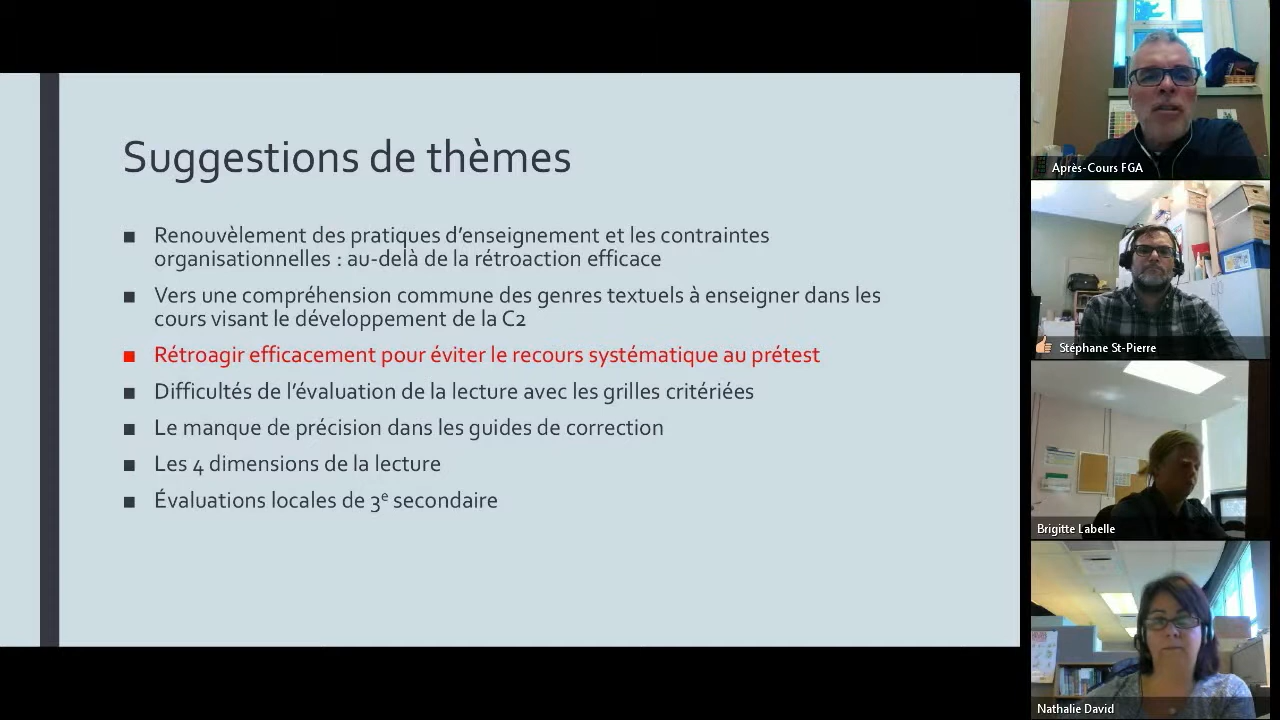 Suggestions de thèmes
Renouvèlement des pratiques d'enseignement et les contraintes
organisationnelles : au-delà de la rétroaction efficace
Vers une compréhension commune des genres textuels à enseigner dans les
cours visant le développement de la C2
Rétroagir efficacement pour éviter le recours systématique au prétest
Difficultés de l'évaluation de la lecture avec les grilles critériées
Le manque de précision dans les guides de correction
Les 4 dimensions de la lecture
Évaluations locales de 3e secondaire
Après-Cours FGA
Stéphane St-Pierre
Brigitte Labelle
Nathalie David